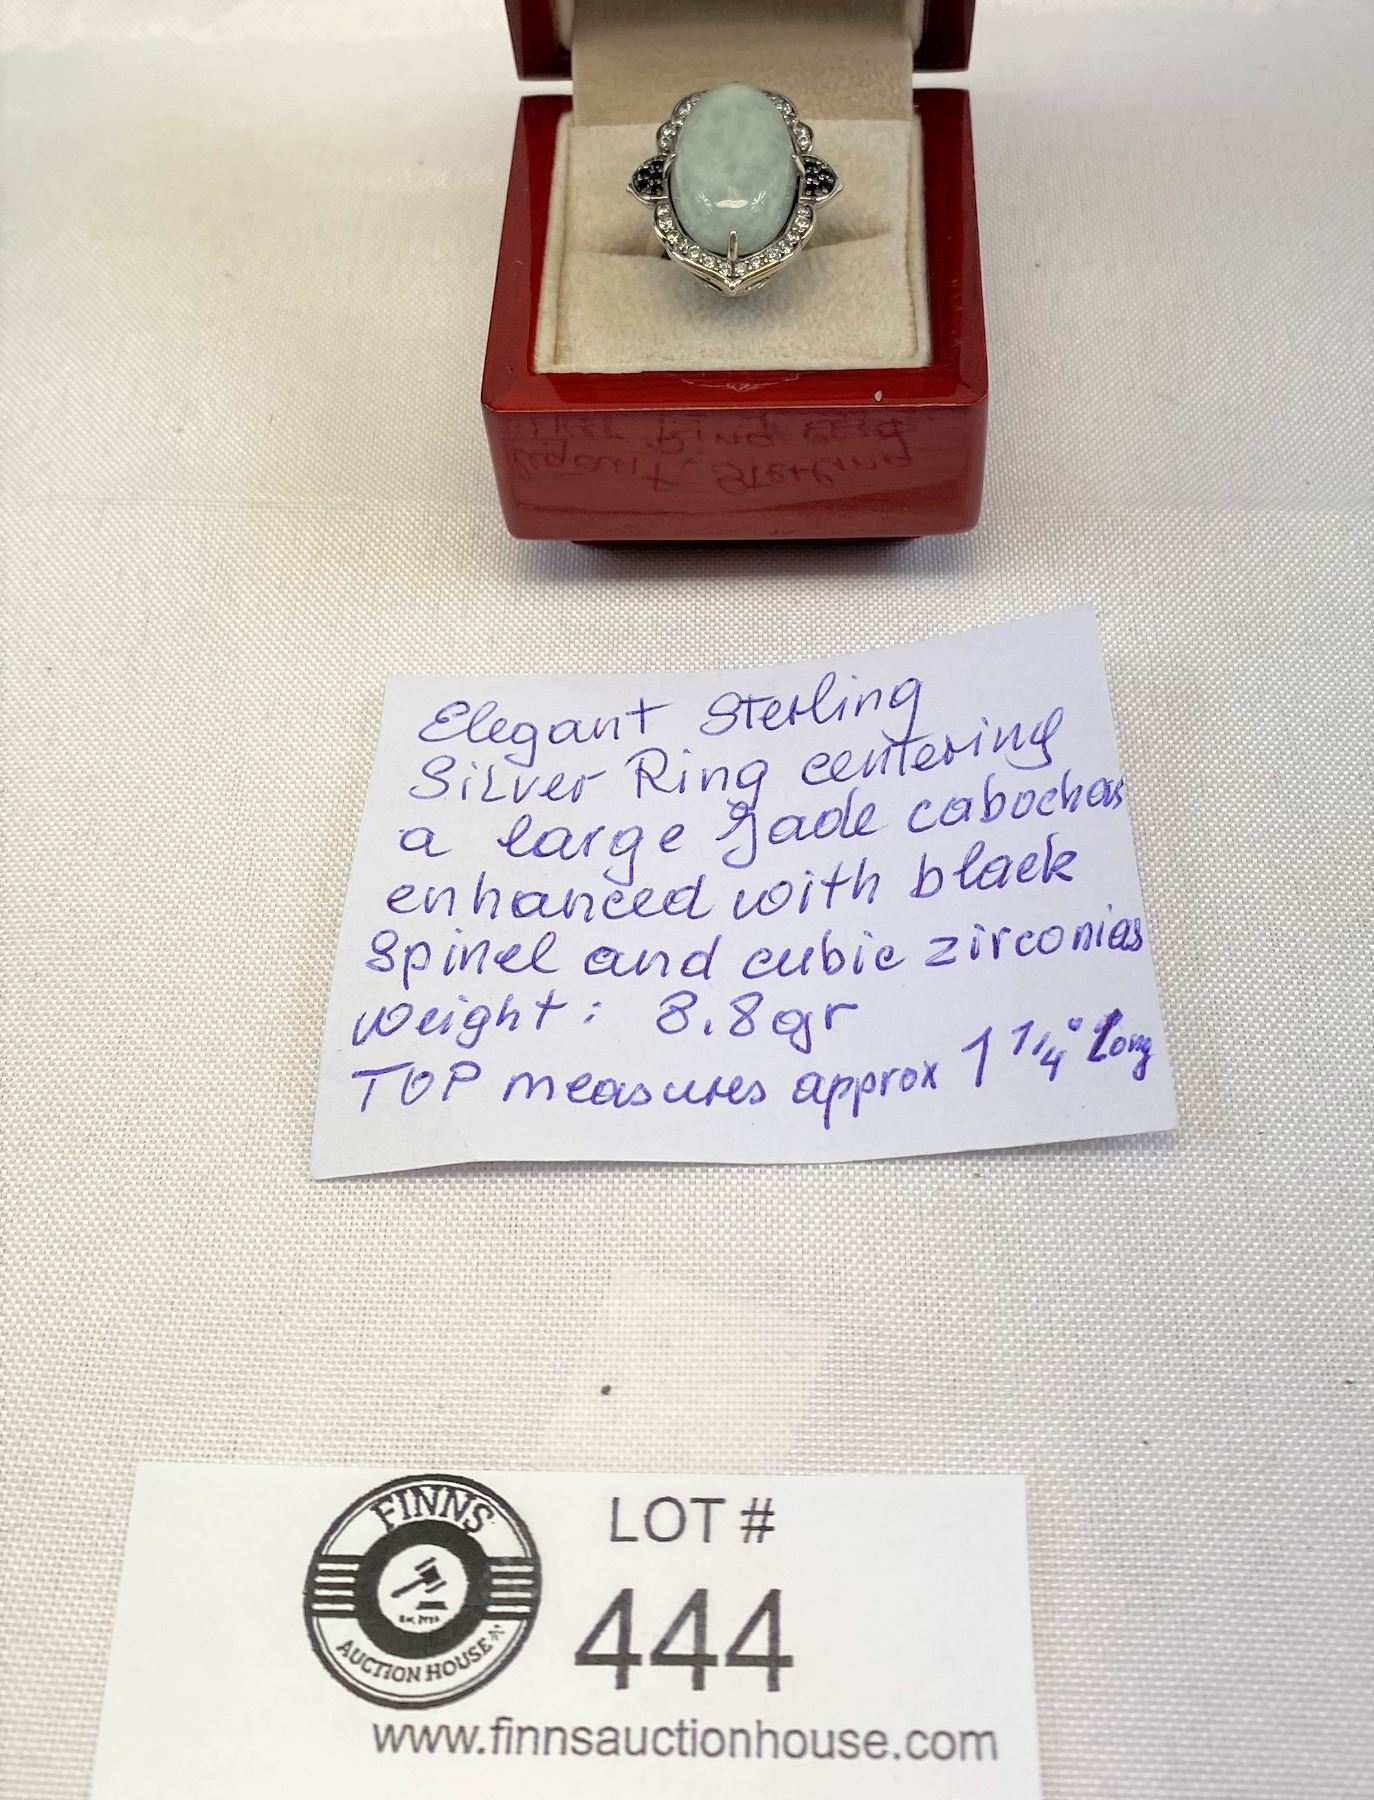 Elegant Sterling
Silver Ring centering
a large Jade cabochas
enhanced with black
Spinel and cubic zirconias
weight: 8.8gr
TOP measures approx 1 1/4" Long
FINNS
AUCTION HOUSE
LOT #
444
www.finnsauctionhouse.com